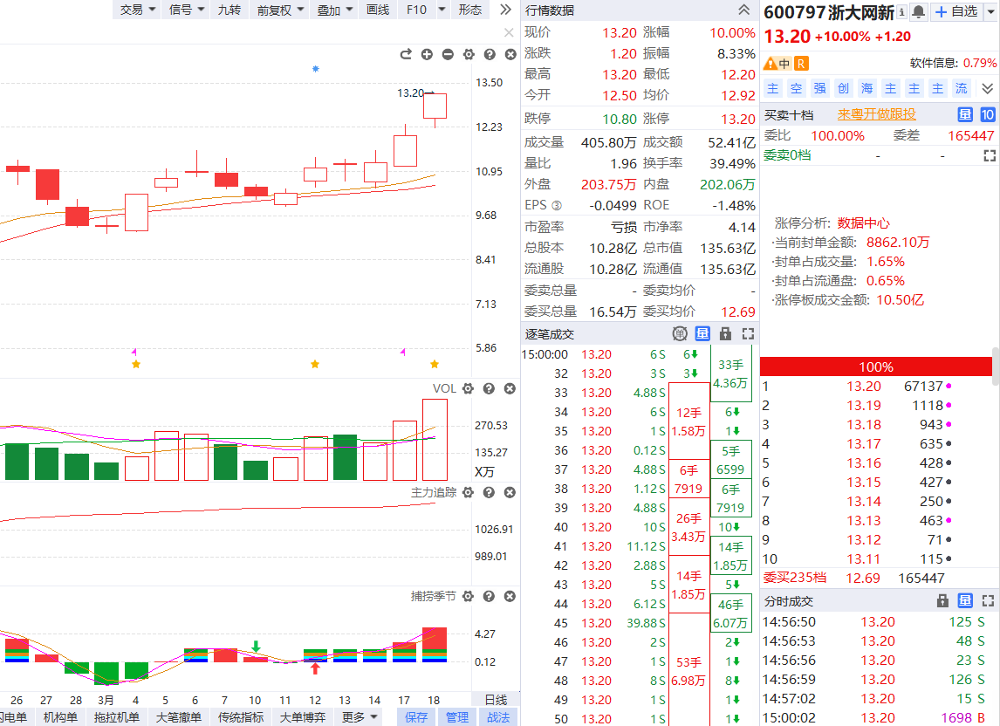 交易 信号 九转 前复权 叠加 画线 F10 形态
13.50
12.23
10.95
9.68
8.41
7.13
5.86
13.20
VOL
270.53
135.27
X万
主力追踪
1026.91
989.01
捕捞季节
4.27
0.12
26 27 28 3月 4 5 6 7 10 11 12 13 14 17 18 日线
闪电单 机构单 拖拉机单 大笔撤单 传统指标 大单博弈 更多 保存 管理 战法
行情数据
现价 13.20 涨幅 10.00%
涨跌 1.20 振幅 8.33%
最高 13.20 最低 12.20
今开 12.50 均价 12.92
跌停 10.80 涨停 13.20
成交量 405.80万 成交额 52.41亿
量比 1.96 换手率 39.49%
外盘 203.75万 内盘 202.06万
EPS ③ -0.0499 ROE -1.48%
市盈率 亏损 市净率 4.14
总股本 10.28亿 总市值 135.63亿
流通股 10.28亿 流通值 135.63亿
委卖总量 - 委卖均价 -
委买总量 16.54万 委买均价 12.69
逐笔成交 单 量
15:00:00 13.20 6 S 6
32 13.20 3 S 3
33 13.20 4.88 S
34 13.20 6 S 6
35 13.20 1 S 1
36 13.20 0.12 S
37 13.20 4.88 S
38 13.20 1.12 S
39 13.20 4.88 S
40 13.20 10 S 10
41 13.20 11.12 S
42 13.20 2.88 S
43 13.20 5 S 5
44 13.20 6.12 S
45 13.20 39.88 S
46 13.20 2 S 2
47 13.20 1 S 1
48 13.20 8 S 8
49 13.20 1 S 1
50 13.20 1 S 1
12手
1.58万
6手
7919
26手
3.43万
14手
1.85万
53手
6.98万
33手
4.36万
5手
6599
6手
7919
14手
1.85万
46手
6.07万
600797 浙大网新 自选
13.20 +10.00% +1.20
中 R 软件信息: 0.79%
主 空 强 创 海 主 主 主 流
买卖十档 来粤开做跟投 量 10
委比 100.00% 委差 165447
委卖0档 - -
涨停分析: 数据中心
·当前封单金额: 8862.10万
·封单占成交量: 1.65%
·封单占流通盘: 0.65%
·涨停板成交金额: 10.50亿
100%
1 13.20 67137
2 13.19 1118
3 13.18 943
4 13.17 635
5 13.16 428
6 13.15 427
7 13.14 250
8 13.13 463
9 13.12 71
10 13.11 115
委买235档 12.69 165447
分时成交 量
14:56:50 13.20 125 S
14:56:53 13.20 48 S
14:56:56 13.20 23 S
14:56:59 13.20 126 S
14:57:02 13.20 15 S
15:00:02 13.20 1698 B